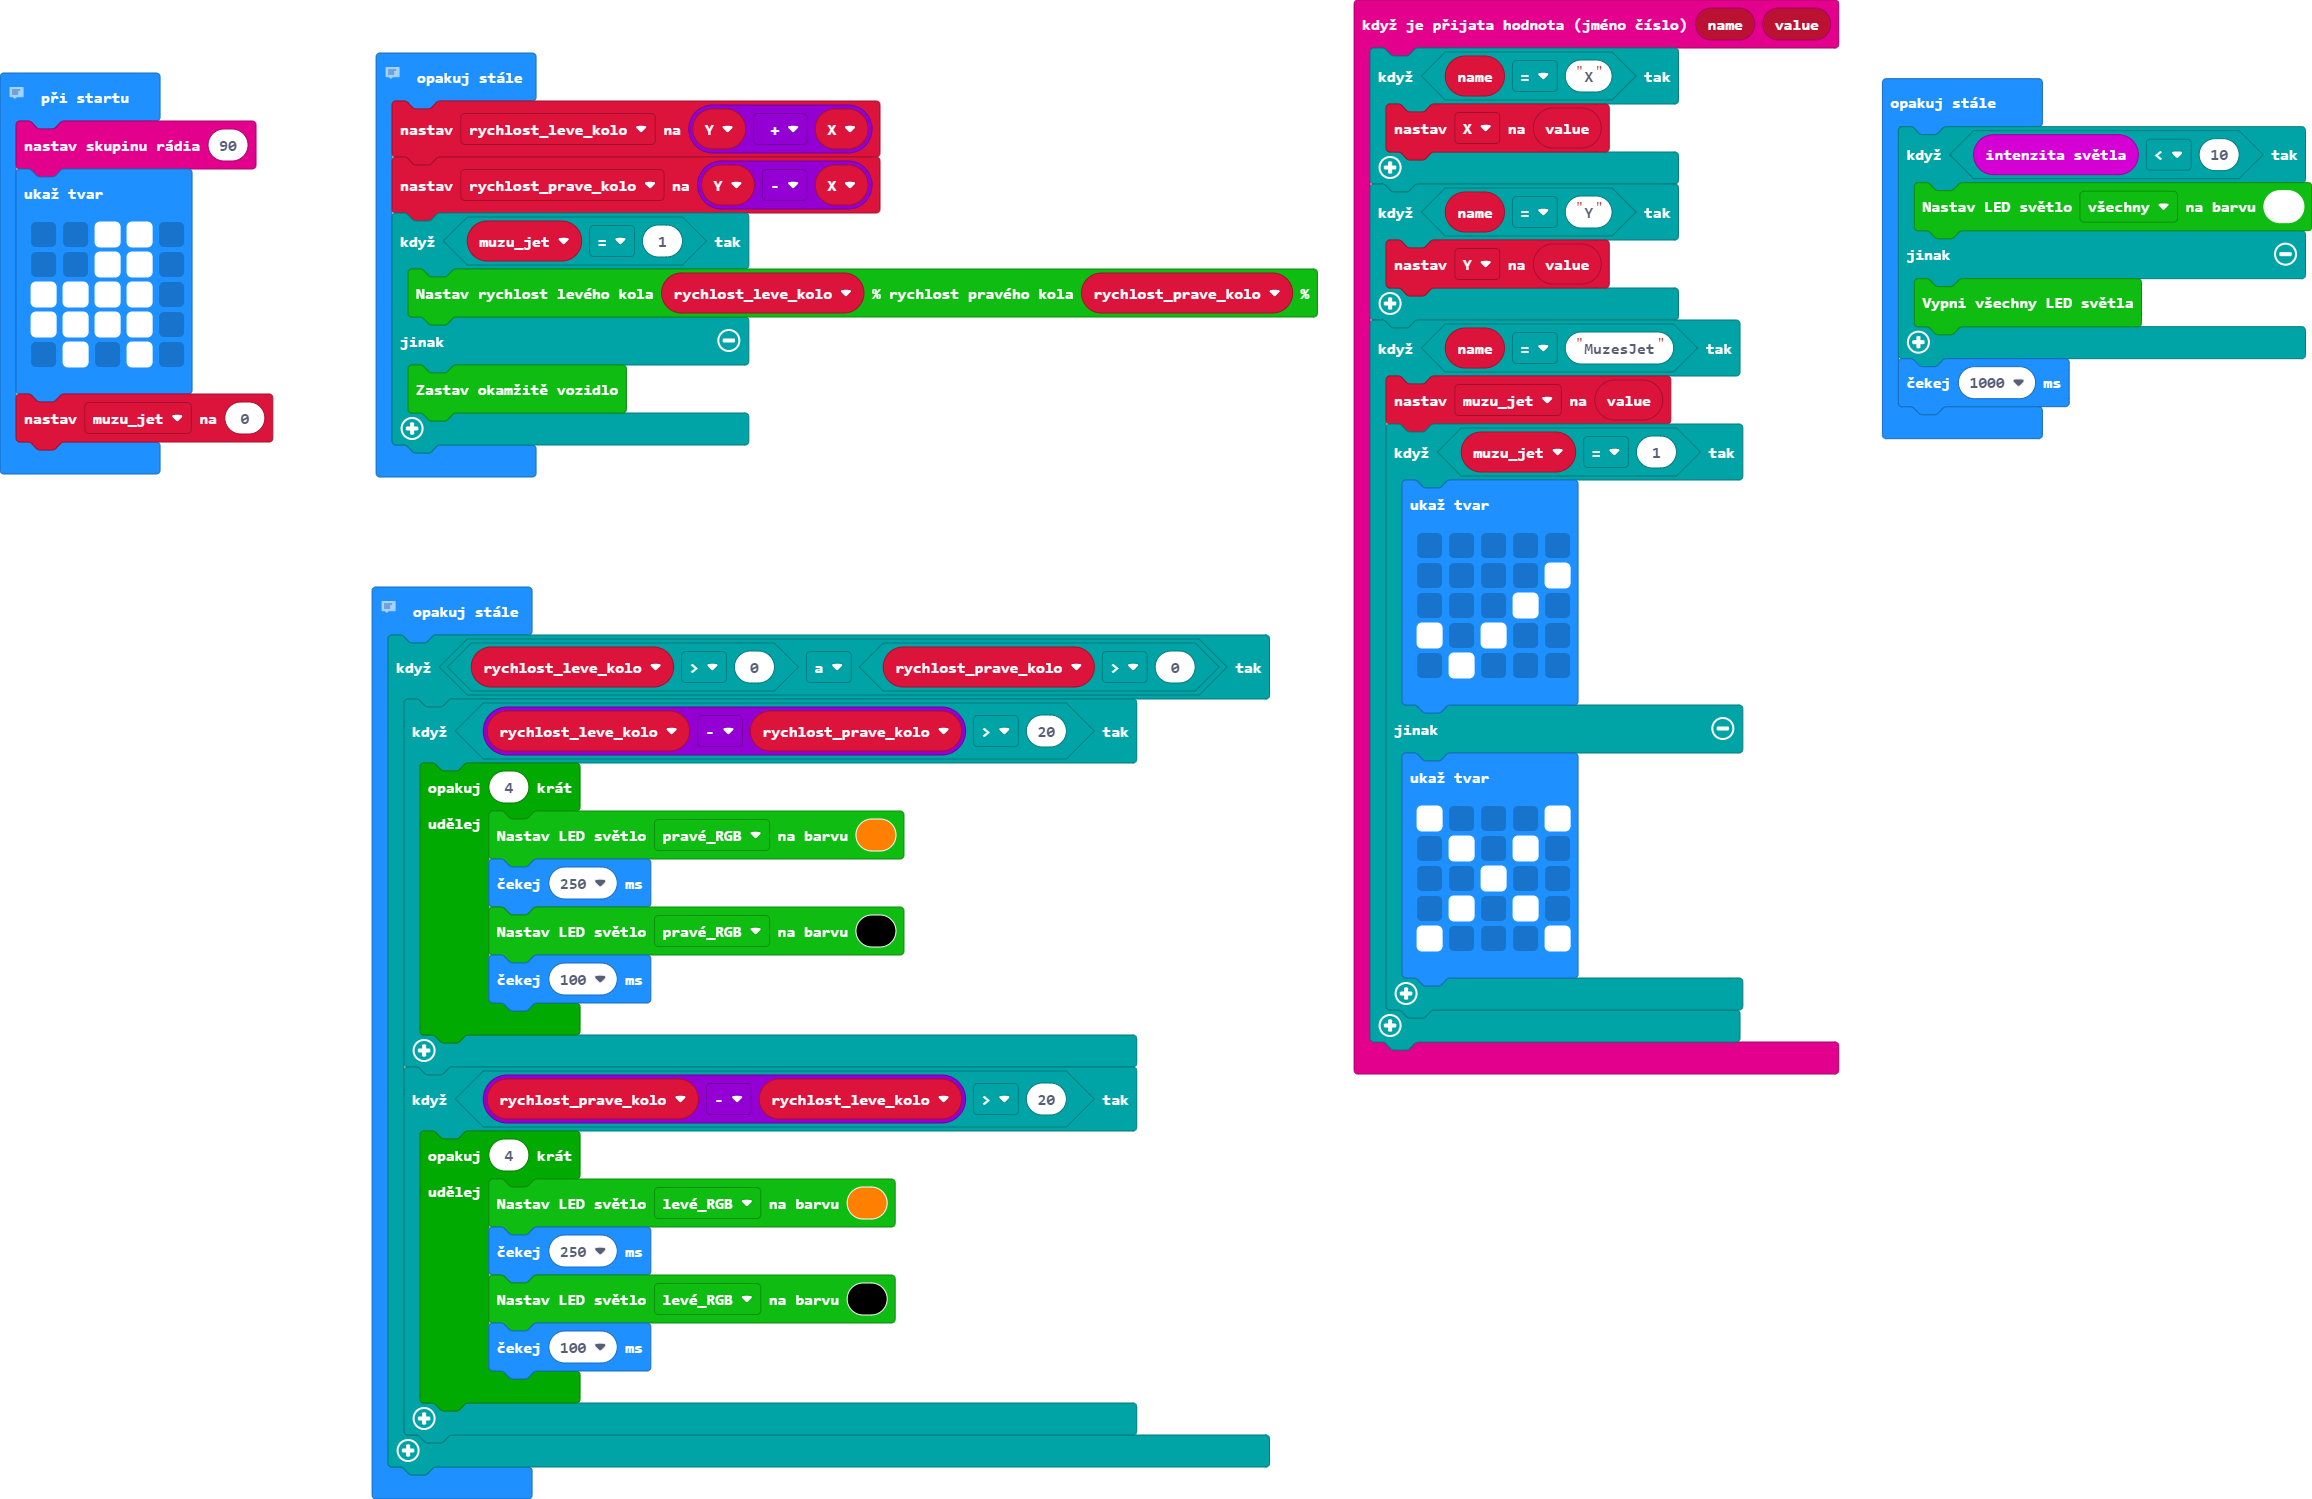 při startu
nastav skupinu rádia 90
ukaž tvar
nastav muzu_jet na 0
opakuj stále
nastav rychlost_leve_kolo na Y + X
nastav rychlost_prave_kolo na Y - X
když muzu_jet = 1 tak
Nastav rychlost levého kola rychlost_leve_kolo % rychlost pravého kola rychlost_prave_kolo %
jinak
Zastav okamžitě vozidlo
opakuj stále
když rychlost_leve_kolo > 0 a rychlost_prave_kolo > 0 tak
když rychlost_leve_kolo - rychlost_prave_kolo > 20 tak
opakuj 4 krát
udělej
Nastav LED světlo pravé_RGB na barvu
čekej 250 ms
Nastav LED světlo pravé_RGB na barvu
čekej 100 ms
když rychlost_prave_kolo - rychlost_leve_kolo > 20 tak
opakuj 4 krát
udělej
Nastav LED světlo levé_RGB na barvu
čekej 250 ms
Nastav LED světlo levé_RGB na barvu
čekej 100 ms
když je přijata hodnota (jméno číslo) name value
když name = "X" tak
nastav X na value
když name = "Y" tak
nastav Y na value
když name = "MuzesJet" tak
nastav muzu_jet na value
když muzu_jet = 1 tak
ukaž tvar
jinak
ukaž tvar
opakuj stále
když intenzita světla < 10 tak
Nastav LED světlo všechny na barvu
jinak
Vypni všechny LED světla
čekej 1000 ms